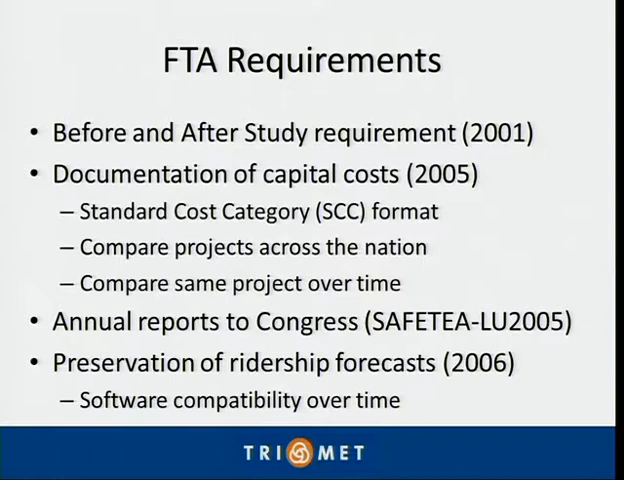 FTA Requirements
• Before and After Study requirement (2001)
• Documentation of capital costs (2005)
– Standard Cost Category (SCC) format
– Compare projects across the nation
– Compare same project over time
• Annual reports to Congress (SAFETEA-LU2005)
• Preservation of ridership forecasts (2006)
– Software compatibility over time
TRI MET